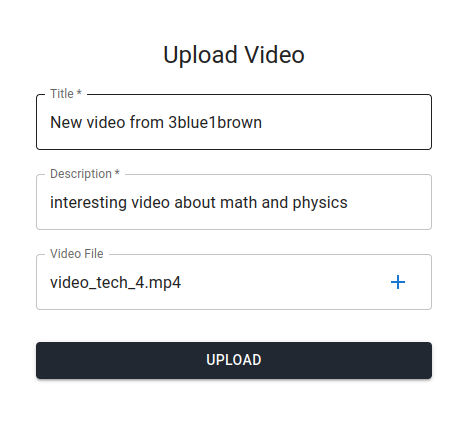 Upload Video
Title *
New video from 3blue1brown
Description *
interesting video about math and physics
Video File
video_tech_4.mp4
UPLOAD